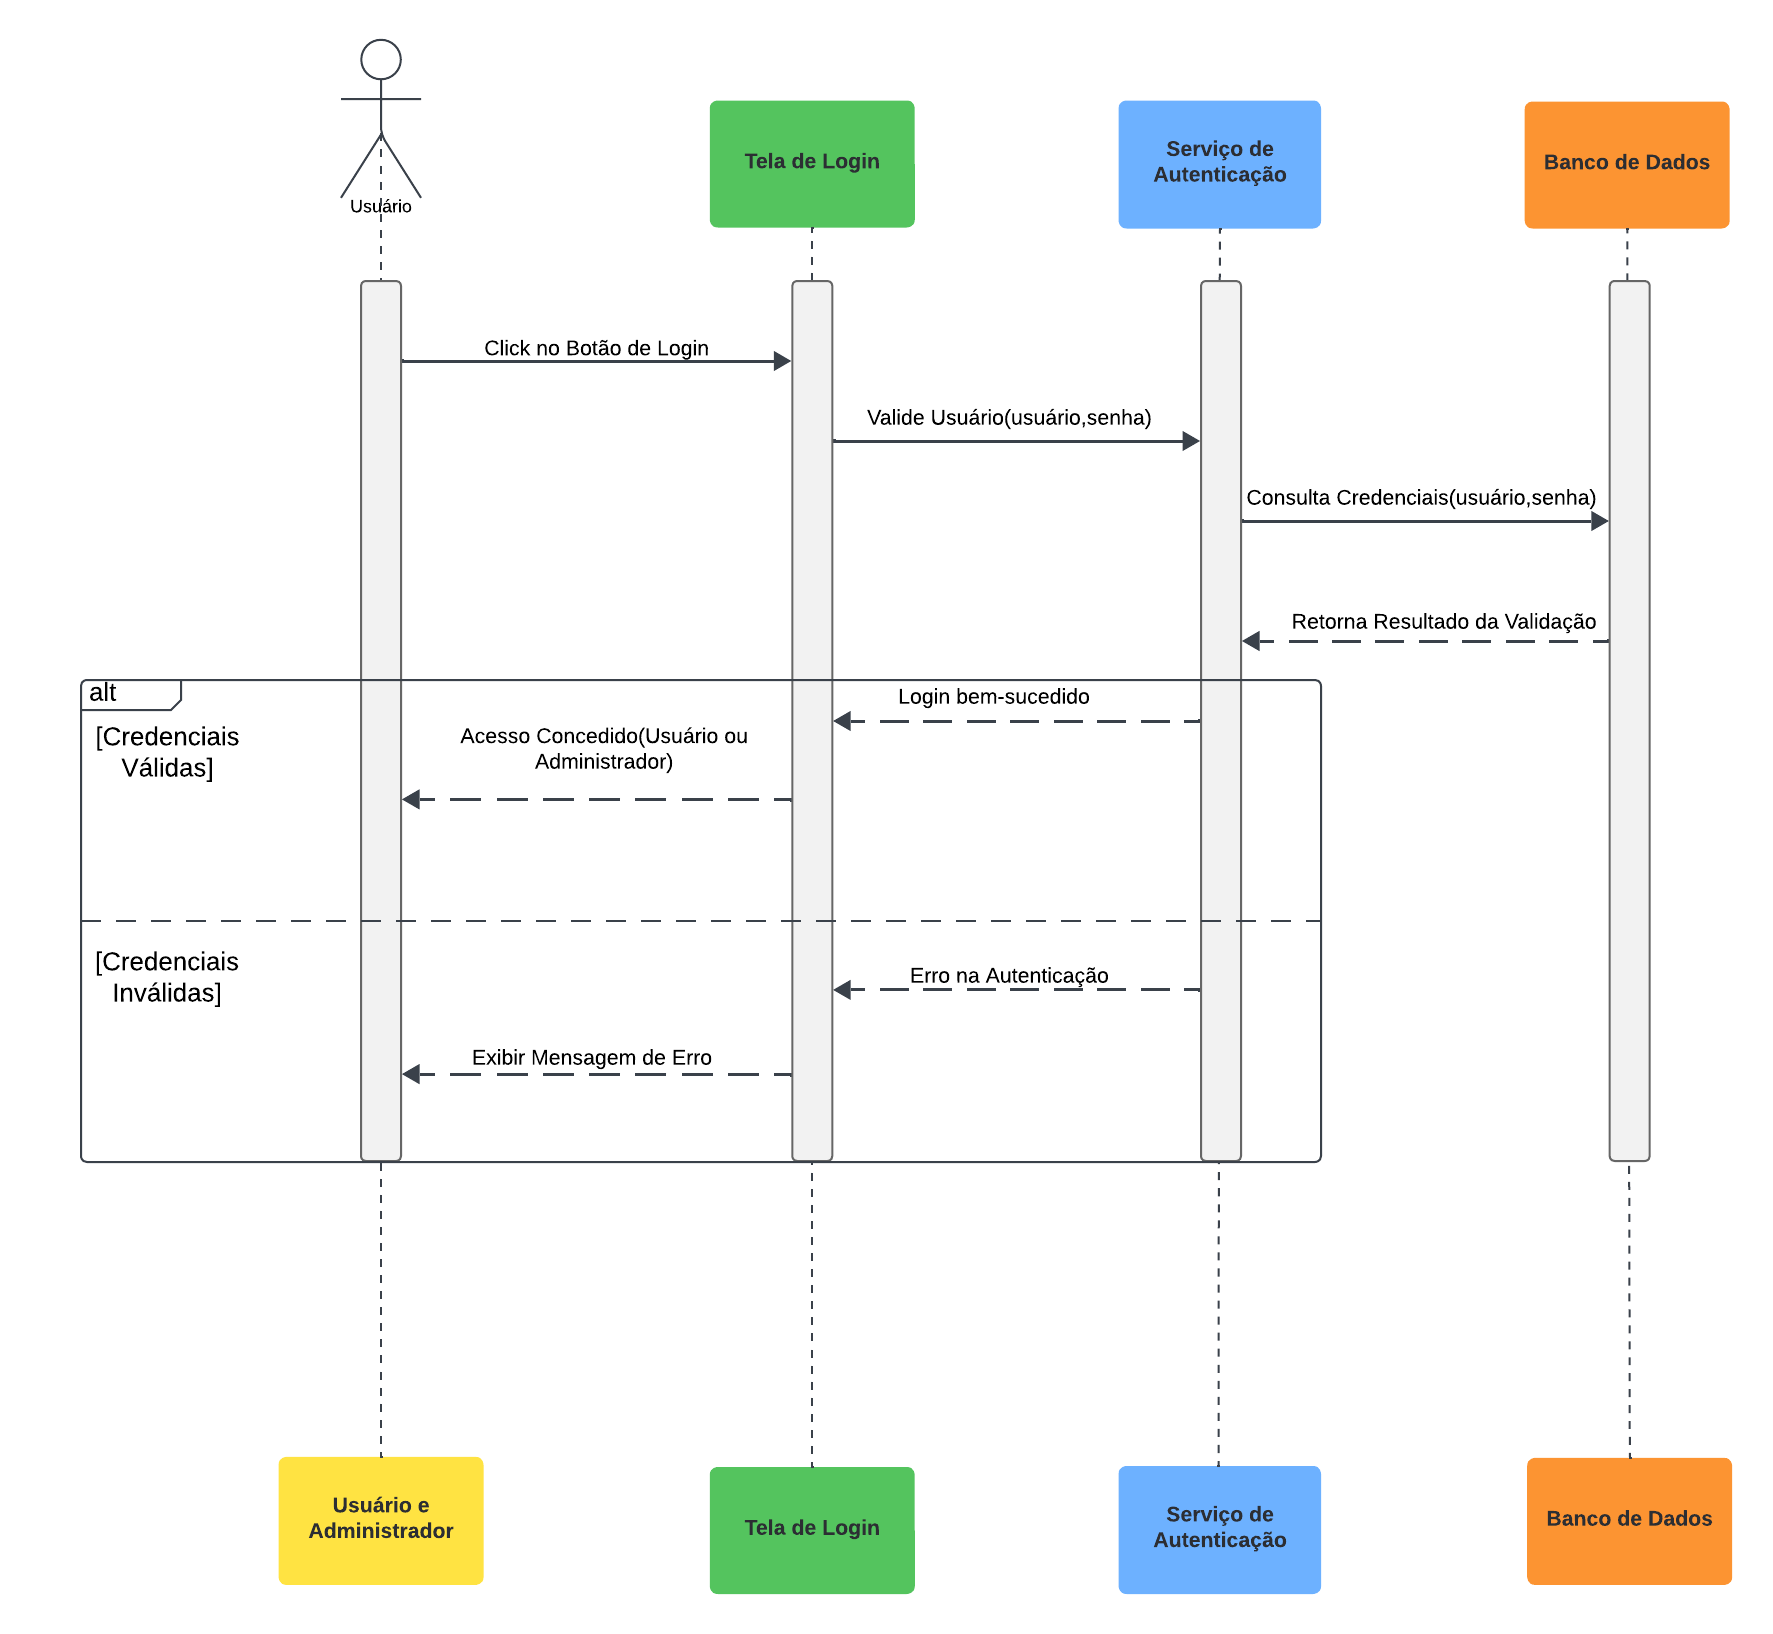 Usuário
Tela de Login
Serviço de
Autenticação
Banco de Dados
Click no Botão de Login
Valide Usuário(usuário,senha)
Consulta Credenciais(usuário,senha)
Retorna Resultado da Validação
alt
Login bem-sucedido
[Credenciais
Válidas]
Acesso Concedido(Usuário ou
Administrador)
[Credenciais
Inválidas]
Erro na Autenticação
Exibir Mensagem de Erro
Usuário e
Administrador
Tela de Login
Serviço de
Autenticação
Banco de Dados